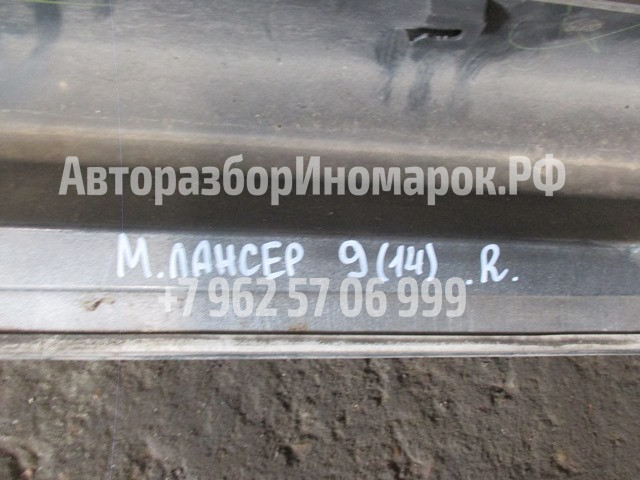 АвторазборИномарок.РФ
М. ЛАНСЕР 9(14) .R.
+7 962 57 06 999